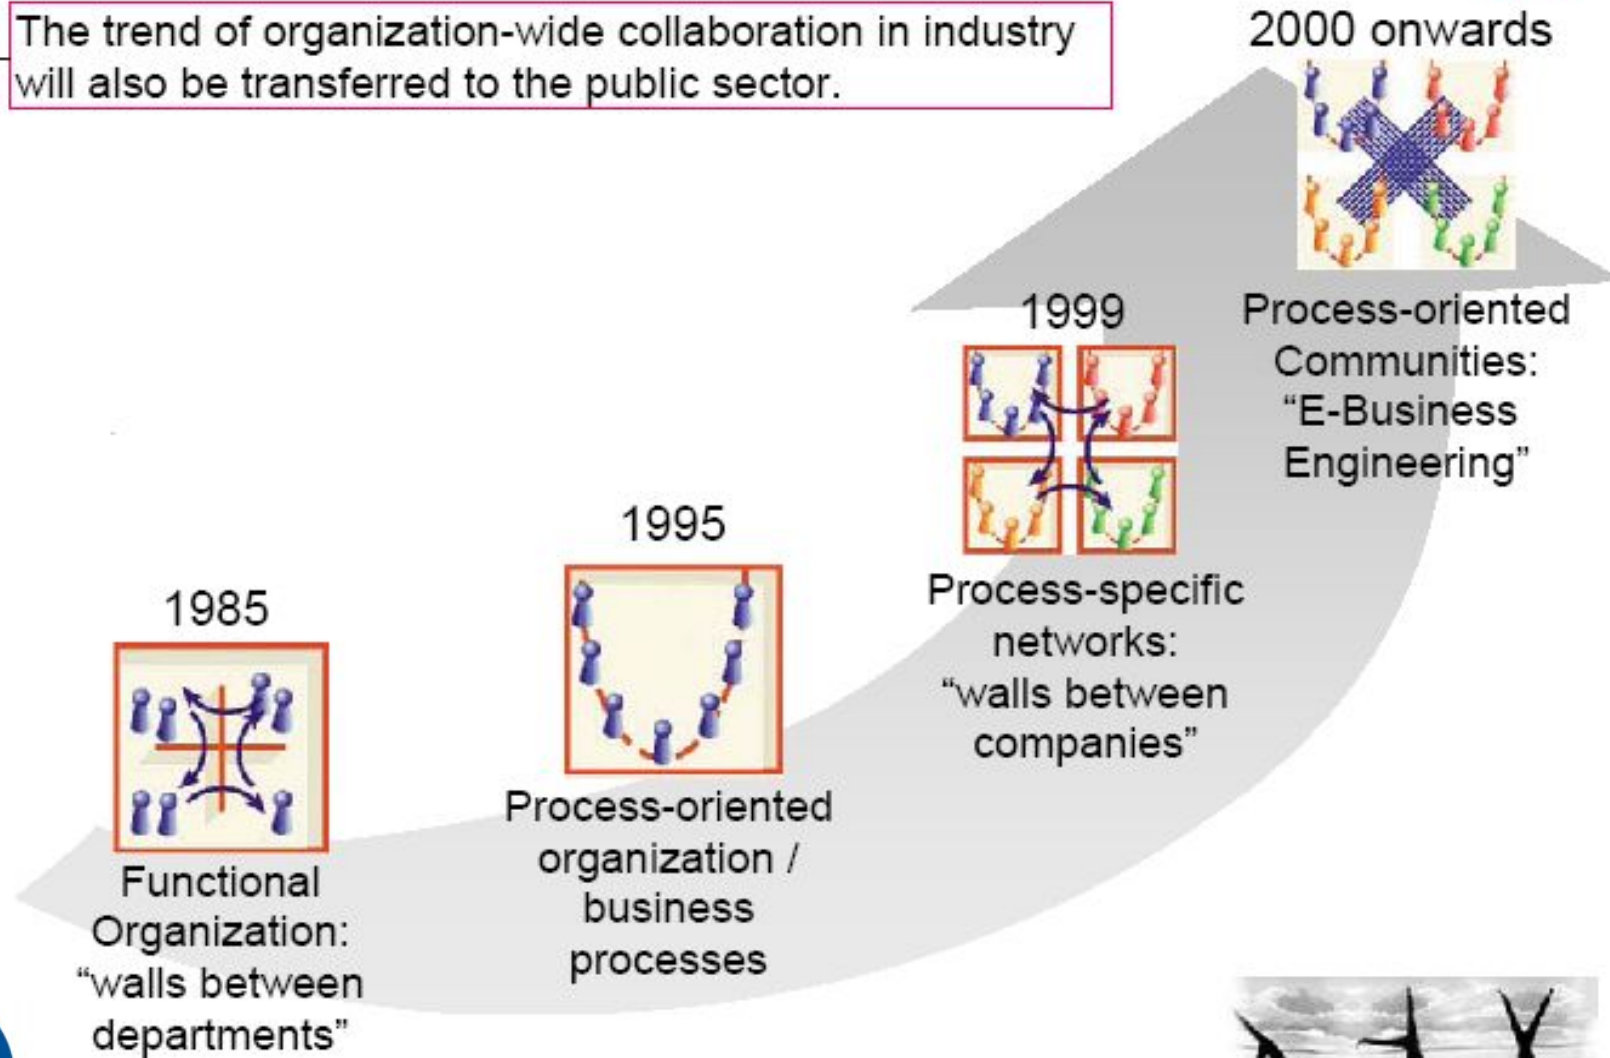 The trend of organization-wide collaboration in industry
will also be transferred to the public sector.
1985
Functional
Organization:
“walls between
departments”
1995
Process-oriented
organization /
business
processes
1999
Process-specific
networks:
“walls between
companies”
2000 onwards
Process-oriented
Communities:
“E-Business
Engineering”